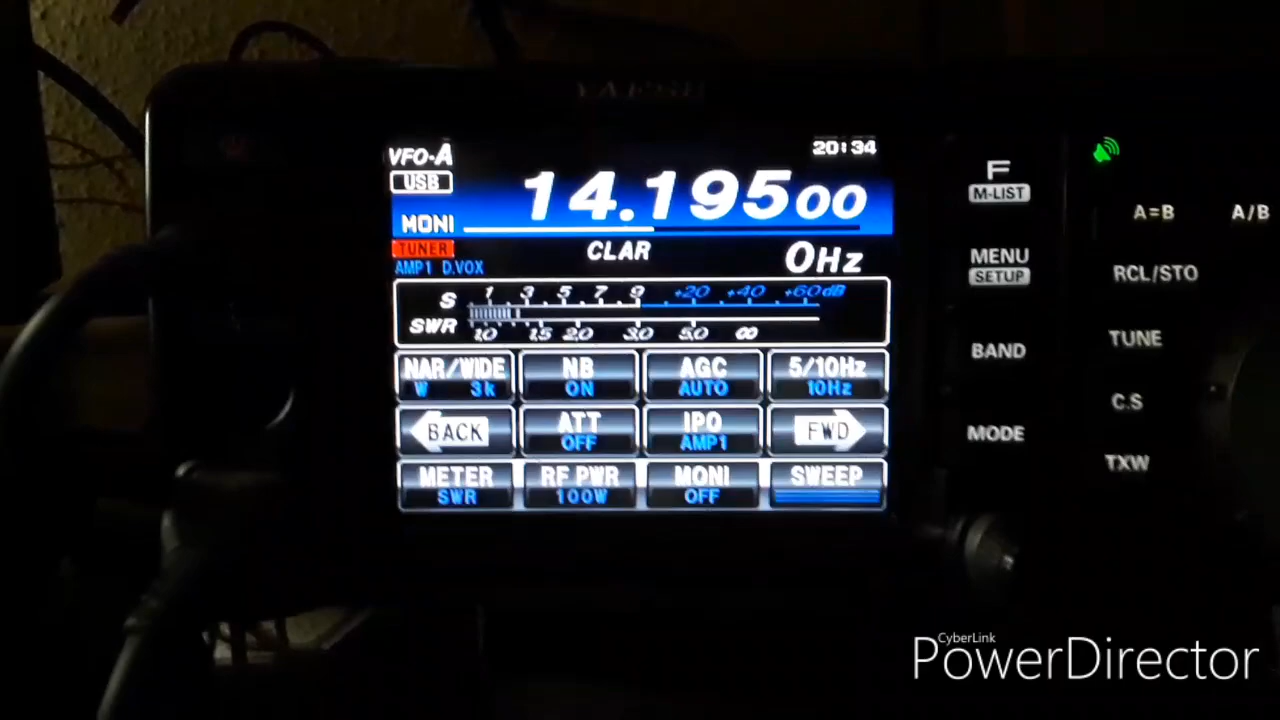 YAESU
VFO-A
20:34
USB
14.195 00
MONI
TUNER
CLAR
0Hz
AMP1 D.VOX
S 1 3 5 7 9 +20 +40 +60dB
SWR 1.0 1.5 2.0 3.0 5.0 ∞
NAR/WIDE NB AGC 5/10Hz
W 3k ON AUTO 10Hz
BACK ATT IPO FWD
OFF AMP1
METER RF PWR MONI SWEEP
SWR 100W OFF
F
M-LIST
MENU
SETUP
BAND
MODE
A=B A/B
RCL/STO
TUNE
C.S
TXW
CyberLink
PowerDirector